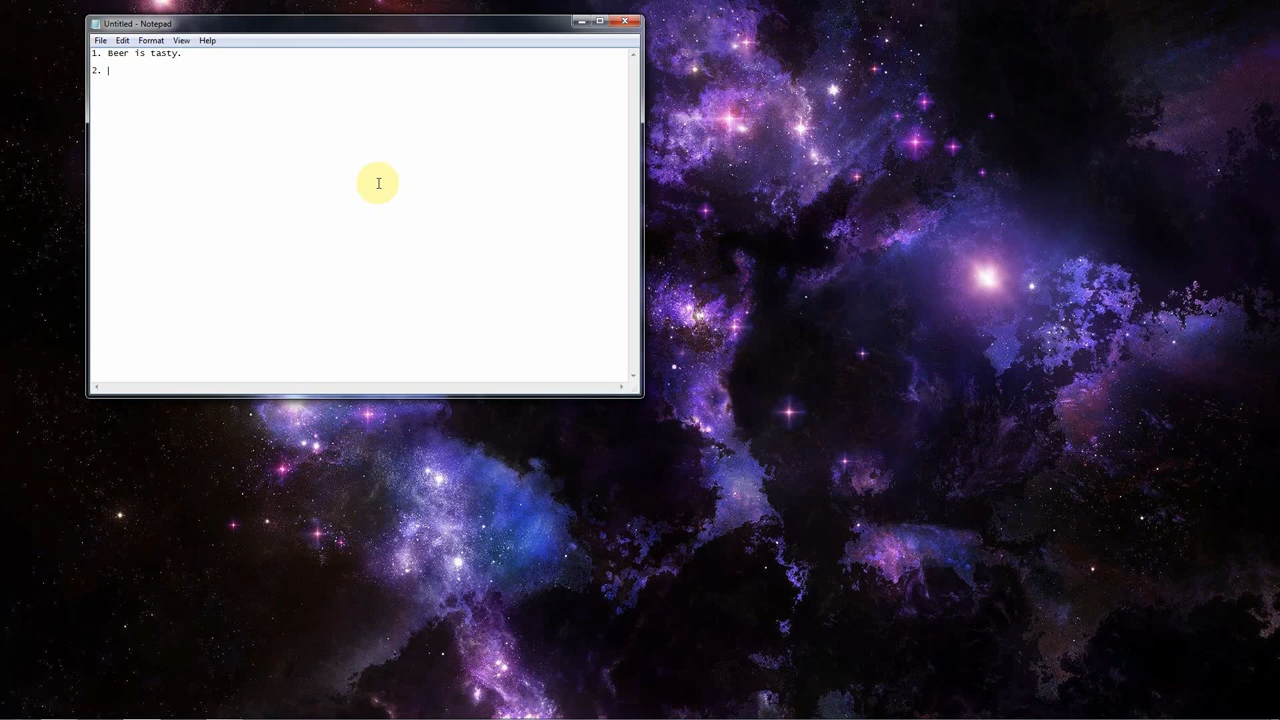 Untitled - Notepad
File Edit Format View Help
1. Beer is tasty.
2.